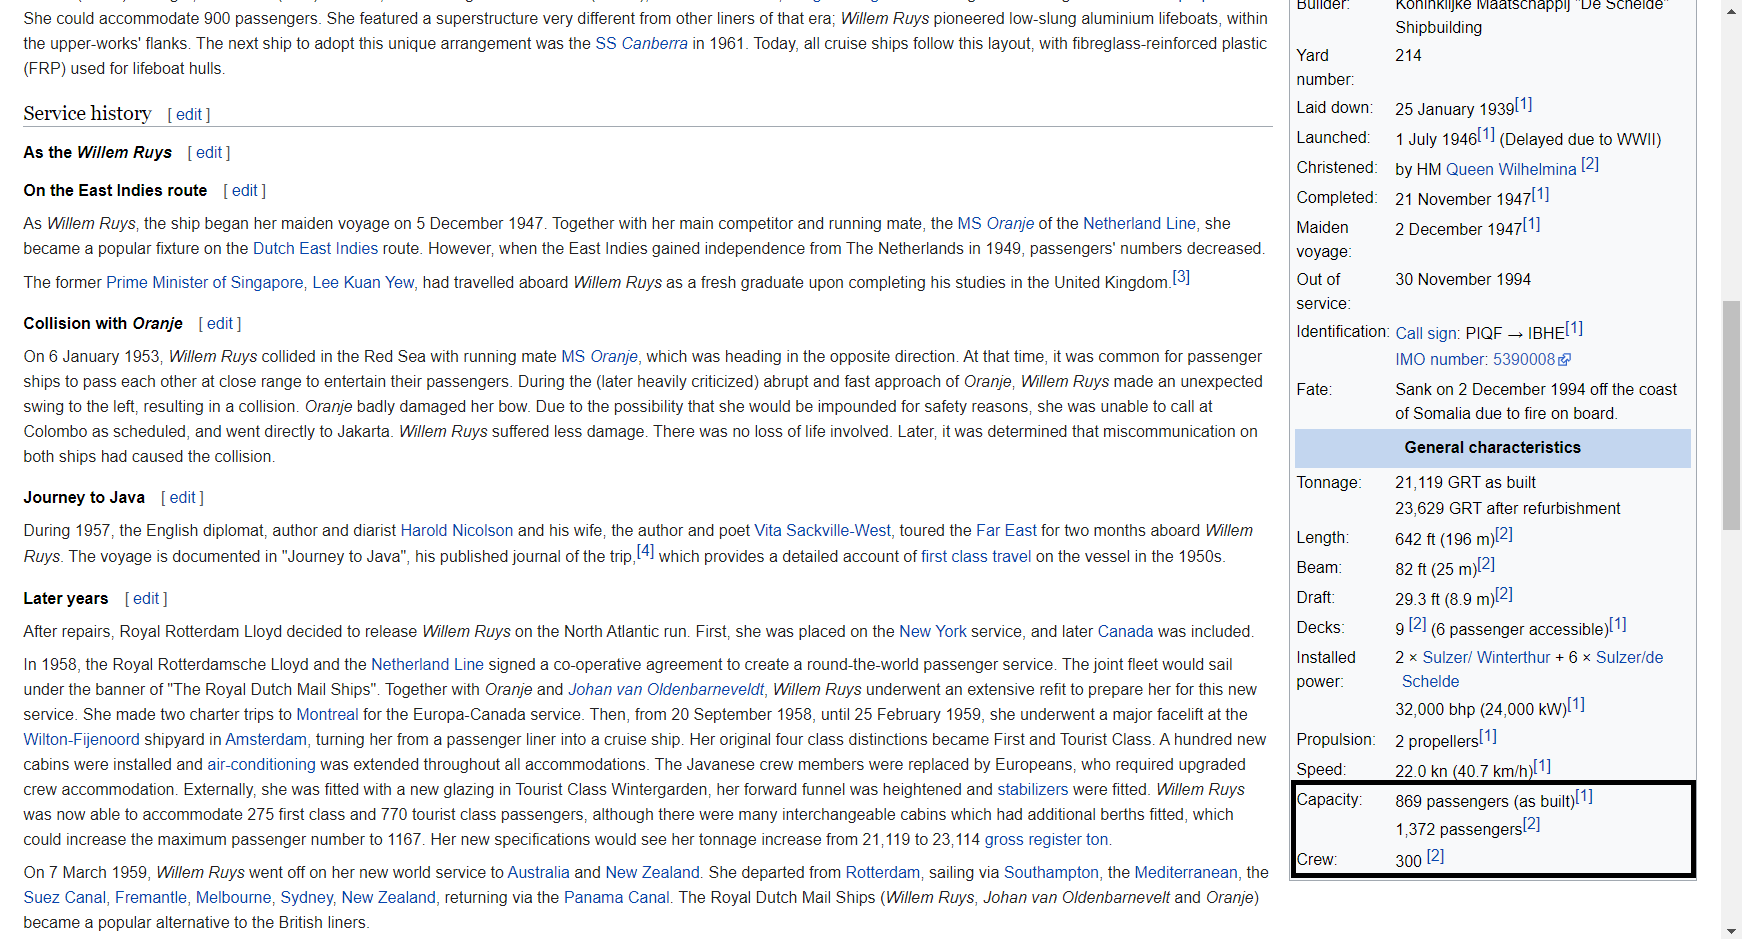 She could accommodate 900 passengers. She featured a superstructure very different from other liners of that era; Willem Ruys pioneered low-slung aluminium lifeboats, within
the upper-works' flanks. The next ship to adopt this unique arrangement was the SS Canberra in 1961. Today, all cruise ships follow this layout, with fibreglass-reinforced plastic
(FRP) used for lifeboat hulls.
Service history [ edit ]
As the Willem Ruys [ edit ]
On the East Indies route [ edit ]
As Willem Ruys, the ship began her maiden voyage on 5 December 1947. Together with her main competitor and running mate, the MS Oranje of the Netherland Line, she
became a popular fixture on the Dutch East Indies route. However, when the East Indies gained independence from The Netherlands in 1949, passengers' numbers decreased.
The former Prime Minister of Singapore, Lee Kuan Yew, had travelled aboard Willem Ruys as a fresh graduate upon completing his studies in the United Kingdom.[3]
Collision with Oranje [ edit ]
On 6 January 1953, Willem Ruys collided in the Red Sea with running mate MS Oranje, which was heading in the opposite direction. At that time, it was common for passenger
ships to pass each other at close range to entertain their passengers. During the (later heavily criticized) abrupt and fast approach of Oranje, Willem Ruys made an unexpected
swing to the left, resulting in a collision. Oranje badly damaged her bow. Due to the possibility that she would be impounded for safety reasons, she was unable to call at
Colombo as scheduled, and went directly to Jakarta. Willem Ruys suffered less damage. There was no loss of life involved. Later, it was determined that miscommunication on
both ships had caused the collision.
Journey to Java [ edit ]
During 1957, the English diplomat, author and diarist Harold Nicolson and his wife, the author and poet Vita Sackville-West, toured the Far East for two months aboard Willem
Ruys. The voyage is documented in "Journey to Java", his published journal of the trip,[4] which provides a detailed account of first class travel on the vessel in the 1950s.
Later years [ edit ]
After repairs, Royal Rotterdam Lloyd decided to release Willem Ruys on the North Atlantic run. First, she was placed on the New York service, and later Canada was included.
In 1958, the Royal Rotterdamsche Lloyd and the Netherland Line signed a co-operative agreement to create a round-the-world passenger service. The joint fleet would sail
under the banner of "The Royal Dutch Mail Ships". Together with Oranje and Johan van Oldenbarneveldt, Willem Ruys underwent an extensive refit to prepare her for this new
service. She made two charter trips to Montreal for the Europa-Canada service. Then, from 20 September 1958, until 25 February 1959, she underwent a major facelift at the
Wilton-Fijenoord shipyard in Amsterdam, turning her from a passenger liner into a cruise ship. Her original four class distinctions became First and Tourist Class. A hundred new
cabins were installed and air-conditioning was extended throughout all accommodations. The Javanese crew members were replaced by Europeans, who required upgraded
crew accommodation. Externally, she was fitted with a new glazing in Tourist Class Wintergarden, her forward funnel was heightened and stabilizers were fitted. Willem Ruys
was now able to accommodate 275 first class and 770 tourist class passengers, although there were many interchangeable cabins which had additional berths fitted, which
could increase the maximum passenger number to 1167. Her new specifications would see her tonnage increase from 21,119 to 23,114 gross register ton.
On 7 March 1959, Willem Ruys went off on her new world service to Australia and New Zealand. She departed from Rotterdam, sailing via Southampton, the Mediterranean, the
Suez Canal, Fremantle, Melbourne, Sydney, New Zealand, returning via the Panama Canal. The Royal Dutch Mail Ships (Willem Ruys, Johan van Oldenbarnevelt and Oranje)
became a popular alternative to the British liners.
Builder: Koninklijke Maatschappij "De Schelde"
Shipbuilding
Yard 214
number:
Laid down: 25 January 1939[1]
Launched: 1 July 1946[1] (Delayed due to WWII)
Christened: by HM Queen Wilhelmina [2]
Completed: 21 November 1947[1]
Maiden 2 December 1947[1]
voyage:
Out of 30 November 1994
service:
Identification: Call sign: PIQF → IBHE[1]
IMO number: 5390008
Fate: Sank on 2 December 1994 off the coast
of Somalia due to fire on board.
General characteristics
Tonnage: 21,119 GRT as built
23,629 GRT after refurbishment
Length: 642 ft (196 m)[2]
Beam: 82 ft (25 m)[2]
Draft: 29.3 ft (8.9 m)[2]
Decks: 9 [2] (6 passenger accessible)[1]
Installed 2 × Sulzer/ Winterthur + 6 × Sulzer/de
power: Schelde
32,000 bhp (24,000 kW)[1]
Propulsion: 2 propellers[1]
Speed: 22.0 kn (40.7 km/h)[1]
Capacity: 869 passengers (as built)[1]
1,372 passengers[2]
Crew: 300 [2]